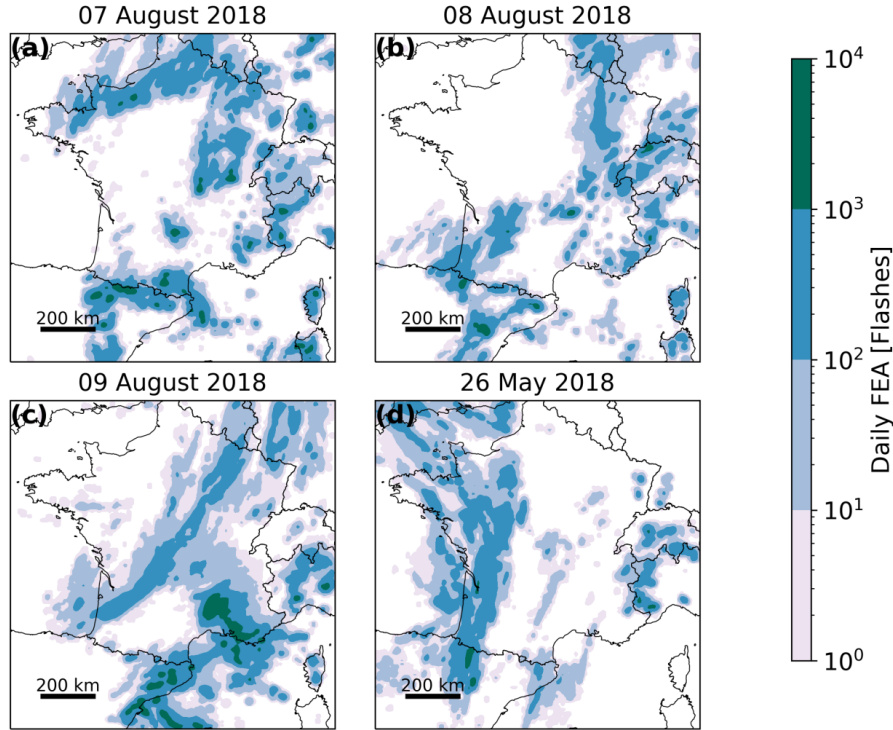 07 August 2018
08 August 2018
(a)
(b)
200 km
200 km
09 August 2018
26 May 2018
(c)
(d)
200 km
200 km
10⁴
10³
10²
10¹
10⁰
Daily FEA [Flashes]